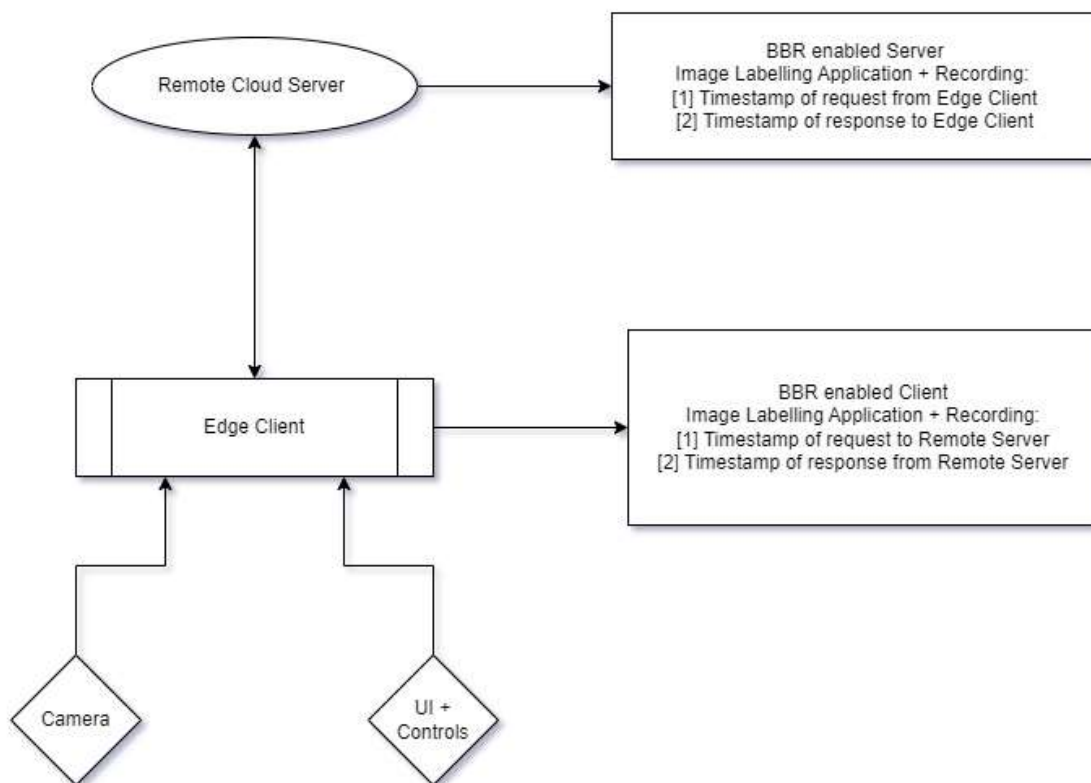 Remote Cloud Server
BBR enabled Server
Image Labelling Application + Recording:
[1] Timestamp of request from Edge Client
[2] Timestamp of response to Edge Client
Edge Client
BBR enabled Client
Image Labelling Application + Recording:
[1] Timestamp of request to Remote Server
[2] Timestamp of response from Remote Server
Camera
UI +
Controls